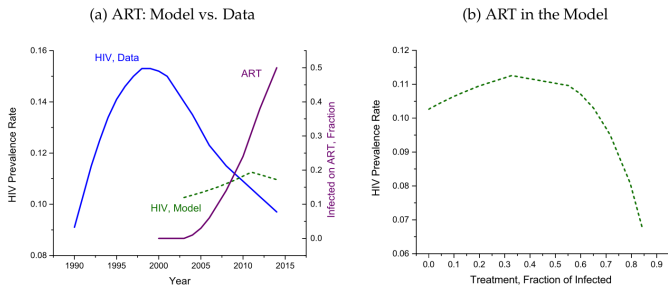 (a) ART: Model vs. Data
0.16
0.14
0.12
0.10
0.08
HIV Prevalence Rate
HIV, Data
ART
HIV, Model
0.5
0.4
0.3
0.2
0.1
0.0
Infected on ART, Fraction
1990 1995 2000 2005 2010 2015
Year
(b) ART in the Model
0.12
0.11
0.10
0.09
0.08
0.07
0.06
HIV Prevalence Rate
0.0 0.1 0.2 0.3 0.4 0.5 0.6 0.7 0.8 0.9
Treatment, Fraction of Infected